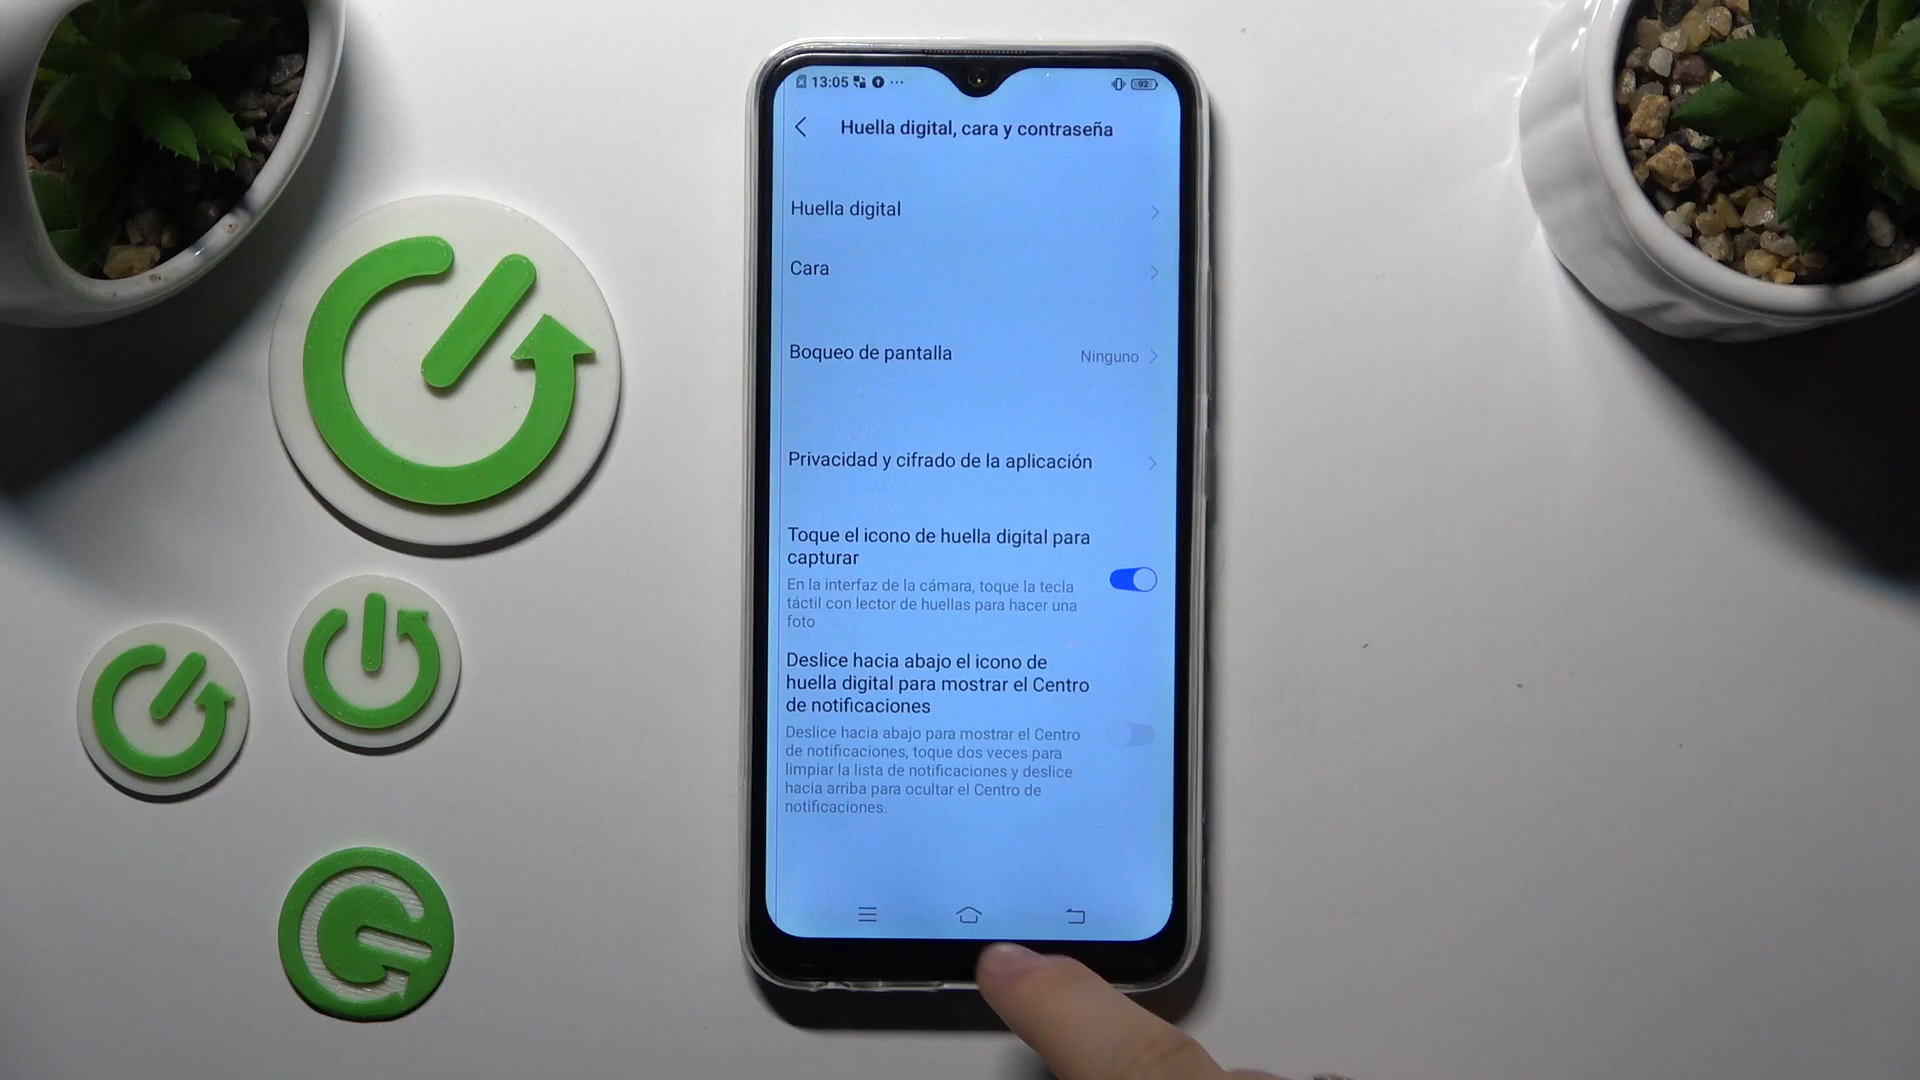 13:05
92
Huella digital, cara y contraseña
Huella digital
Cara
Boqueo de pantalla
Ninguno
Privacidad y cifrado de la aplicación
Toque el icono de huella digital para
capturar
En la interfaz de la cámara, toque la tecla
táctil con lector de huellas para hacer una
foto
Deslice hacia abajo el icono de
huella digital para mostrar el Centro
de notificaciones
Deslice hacia abajo para mostrar el Centro
de notificaciones, toque dos veces para
limpiar la lista de notificaciones y deslice
hacia arriba para ocultar el Centro de
notificaciones.